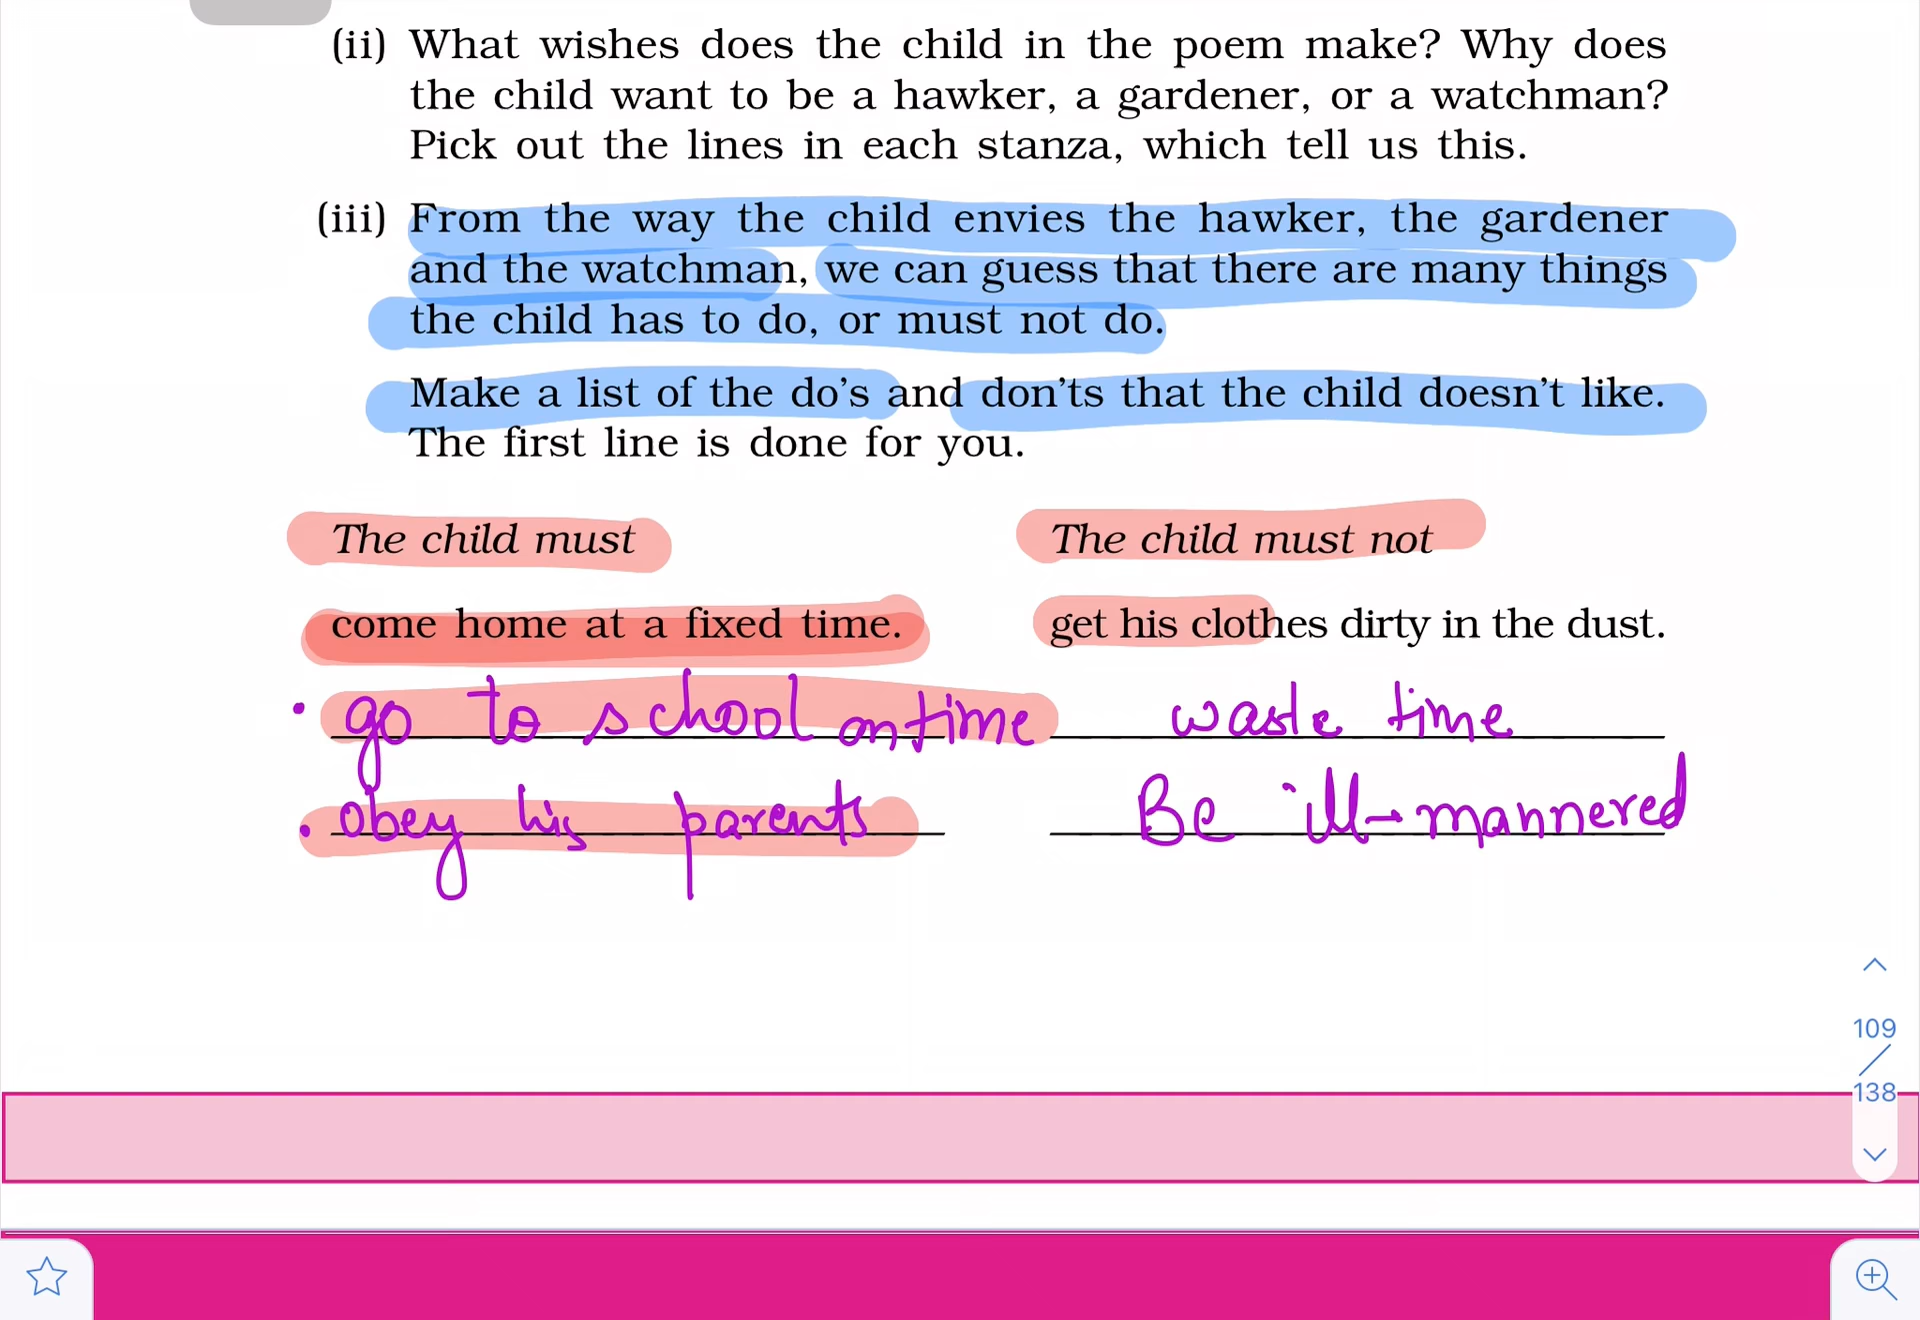 (ii) What wishes does the child in the poem make? Why does
the child want to be a hawker, a gardener, or a watchman?
Pick out the lines in each stanza, which tell us this.
(iii) From the way the child envies the hawker, the gardener
and the watchman, we can guess that there are many things
the child has to do, or must not do.
Make a list of the do's and don'ts that the child doesn't like.
The first line is done for you.
The child must The child must not
come home at a fixed time. get his clothes dirty in the dust.
• go to school on time waste time
• obey his parents Be ill-mannered
109
138